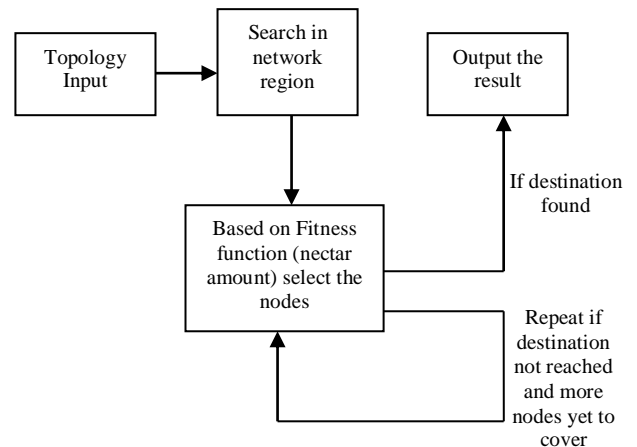 Topology
Input
Search in
network
region
Output the
result
If destination
found
Based on Fitness
function (nectar
amount) select the
nodes
Repeat if
destination
not reached
and more
nodes yet to
cover